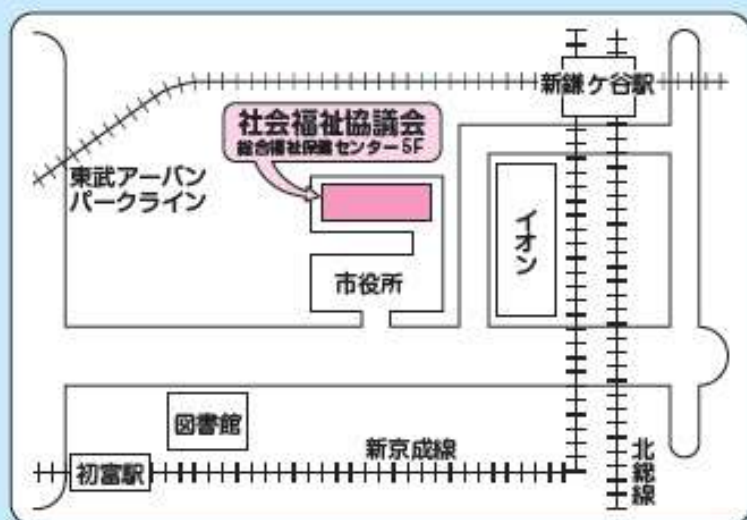 新鎌ケ谷駅
社会福祉協議会
総合福祉保健センター5F
東武アーバン
パークライン
イオン
市役所
図書館
新京成線
北総線
初富駅